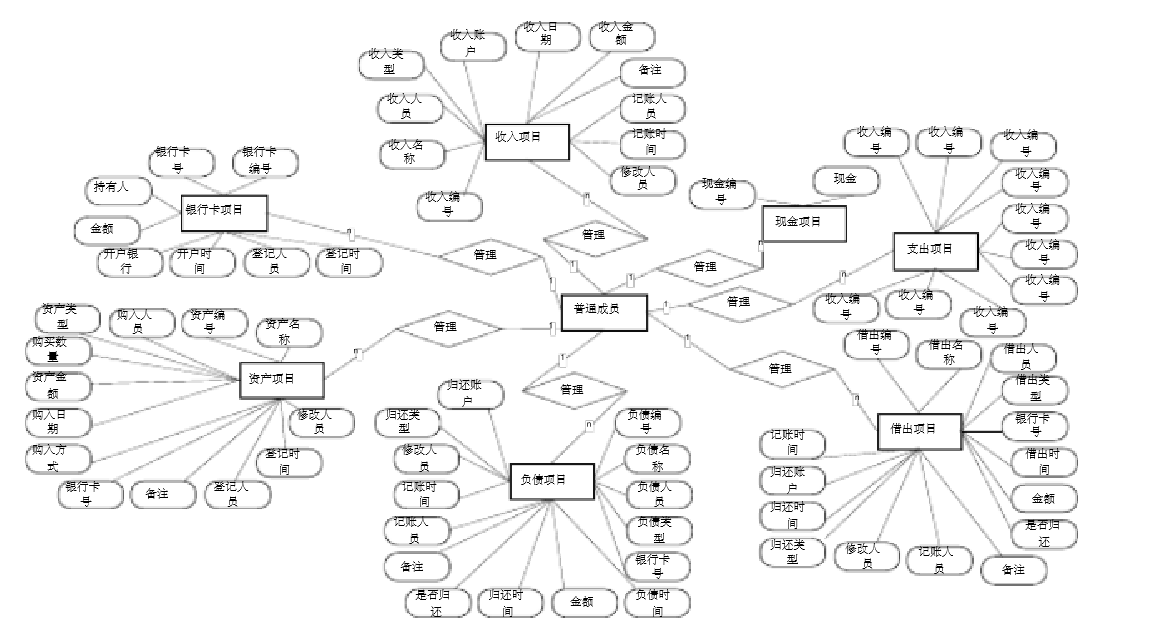 收入类
型
收入账
户
收入日
期
收入金
额
备注
收入人
员
记账人
员
收入名
称
记账时
间
收入编
号
修改人
员
收入项目
n
银行卡
号
银行卡
编号
持有人
金额
银行卡项目
开户银
行
开户时
间
登记人
员
登记时
间
n
管理
1
管理
1
现金编
号
现金
现金项目
n
管理
1
收入编
号
收入编
号
收入编
号
收入编
号
收入编
号
收入编
号
收入编
号
支出项目
收入编
号
收入编
号
收入编
号
n
管理
1
普通成员
资产类
型
购入人
员
资产编
号
资产名
称
购买数
量
资产金
额
购入日
期
购入方
式
银行卡
号
备注
登记人
员
登记时
间
修改人
员
资产项目
n
管理
1
1
管理
n
归还账
户
归还类
型
修改人
员
记账时
间
记账人
员
备注
是否归
还
归还时
间
金额
负债时
间
银行卡
号
负债类
型
负债人
员
负债名
称
负债编
号
负债项目
1
管理
n
借出编
号
借出名
称
借出人
员
借出类
型
银行卡
号
借出时
间
金额
是否归
还
备注
记账人
员
修改人
员
归还类
型
归还时
间
归还账
户
记账时
间
借出项目